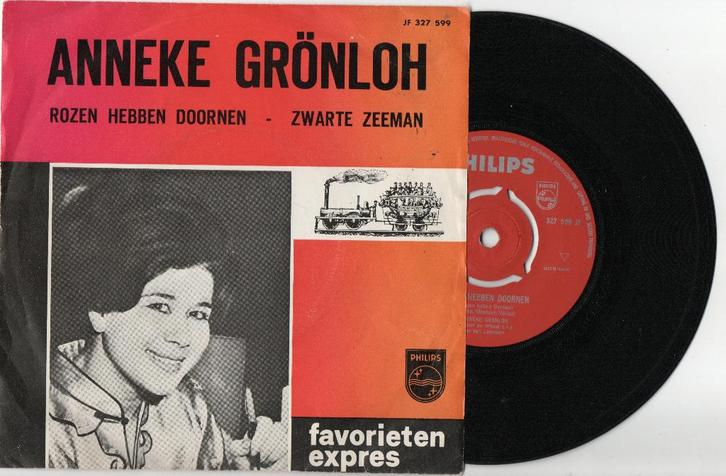 JF 327 599
ANNEKE GRÖNLOH
ROZEN HEBBEN DOORNEN - ZWARTE ZEEMAN
PHILIPS
favorieten
expres
PHILIPS
327 599 JF
HEBBEN DOORNEN